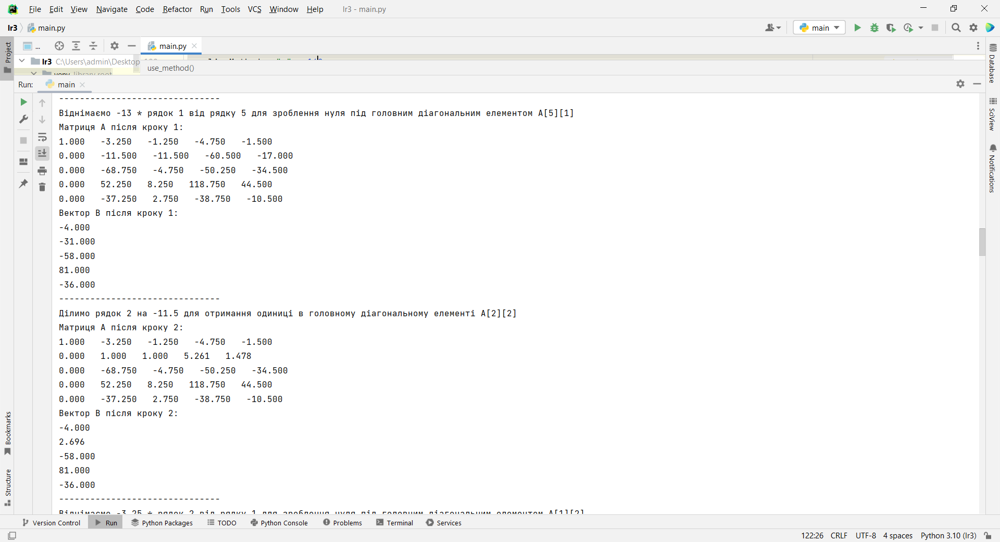 File Edit View Navigate Code Refactor Run Tools VCS Window Help lr3 - main.py
lr3 main.py main
Project ... main.py
lr3 C:\Users\admin\Desktop
venv library root
use_method()
Run: main
-------------------------------
Віднімаємо -13 * рядок 1 від рядку 5 для зроблення нуля під головним діагональним елементом A[5][1]
Матриця А після кроку 1:
1.000 -3.250 -1.250 -4.750 -1.500
0.000 -11.500 -11.500 -60.500 -17.000
0.000 -68.750 -4.750 -50.250 -34.500
0.000 52.250 8.250 118.750 44.500
0.000 -37.250 2.750 -38.750 -10.500
Вектор В після кроку 1:
-4.000
-31.000
-58.000
81.000
-36.000
-------------------------------
Ділимо рядок 2 на -11.5 для отримання одиниці в головному діагональному елементі A[2][2]
Матриця А після кроку 2:
1.000 -3.250 -1.250 -4.750 -1.500
0.000 1.000 1.000 5.261 1.478
0.000 -68.750 -4.750 -50.250 -34.500
0.000 52.250 8.250 118.750 44.500
0.000 -37.250 2.750 -38.750 -10.500
Вектор В після кроку 2:
-4.000
2.696
-58.000
81.000
-36.000
-------------------------------
Віднімаємо -3.25 * рядок 2 від рядку 1 для зроблення нуля під головним діагональним елементом A[1][2]
Database
SciView
Notifications
Bookmarks
Structure
Version Control Run Python Packages TODO Python Console Problems Terminal Services
122:26 CRLF UTF-8 4 spaces Python 3.10 (lr3)